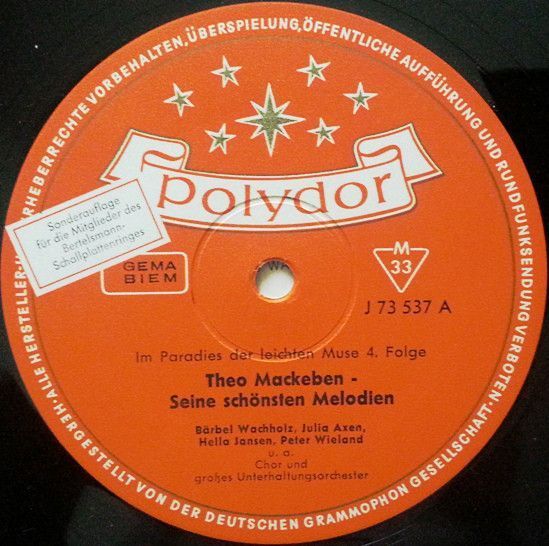 ·ALLE HERSTELLER-U RHEBERRECHTE VORBEHALTEN, ÜBERSPIELUNG, ÖFFENTLICHE AUFFÜHRUNG UND RUNDFUNKSENDUNG VERBOTEN·
polydor
Sonderauflage
für die Mitglieder des
Bertelsmann-
Schallplattenringes
GEMA
BIEM
M
33
J 73 537 A
Im Paradies der leichten Muse 4. Folge
Theo Mackeben -
Seine schönsten Melodien
Bärbel Wachholz, Julia Axen,
Hella Jansen, Peter Wieland
u. a.
Chor und
großes Unterhaltungsorchester
HERGESTELLT VON DER DEUTSCHEN GRAMMOPHON GESELLSCHAFT·